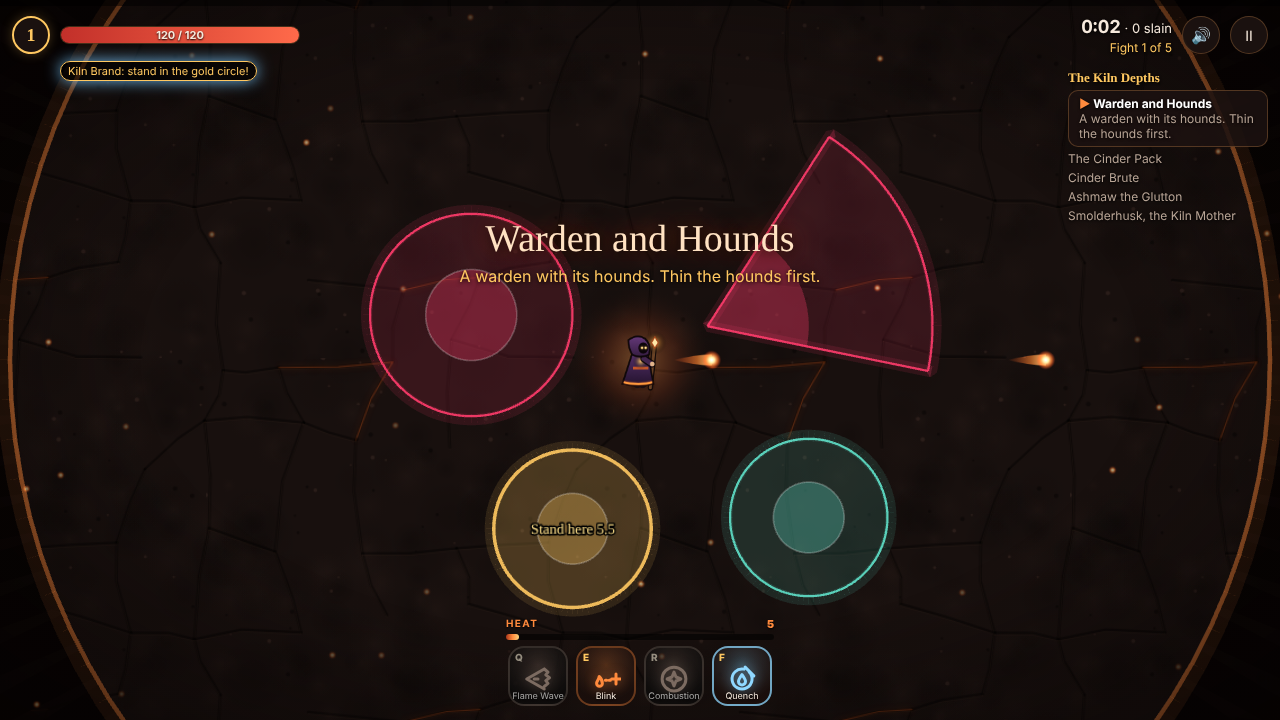 1
120 / 120
Kiln Brand: stand in the gold circle!
0:02 · 0 slain
Fight 1 of 5
The Kiln Depths
▶ Warden and Hounds
A warden with its hounds. Thin
the hounds first.
The Cinder Pack
Cinder Brute
Ashmaw the Glutton
Smolderhusk, the Kiln Mother
Warden and Hounds
A warden with its hounds. Thin the hounds first.
Stand here 5.5
HEAT 5
Q E R F
Flame Wave Blink Combustion Quench